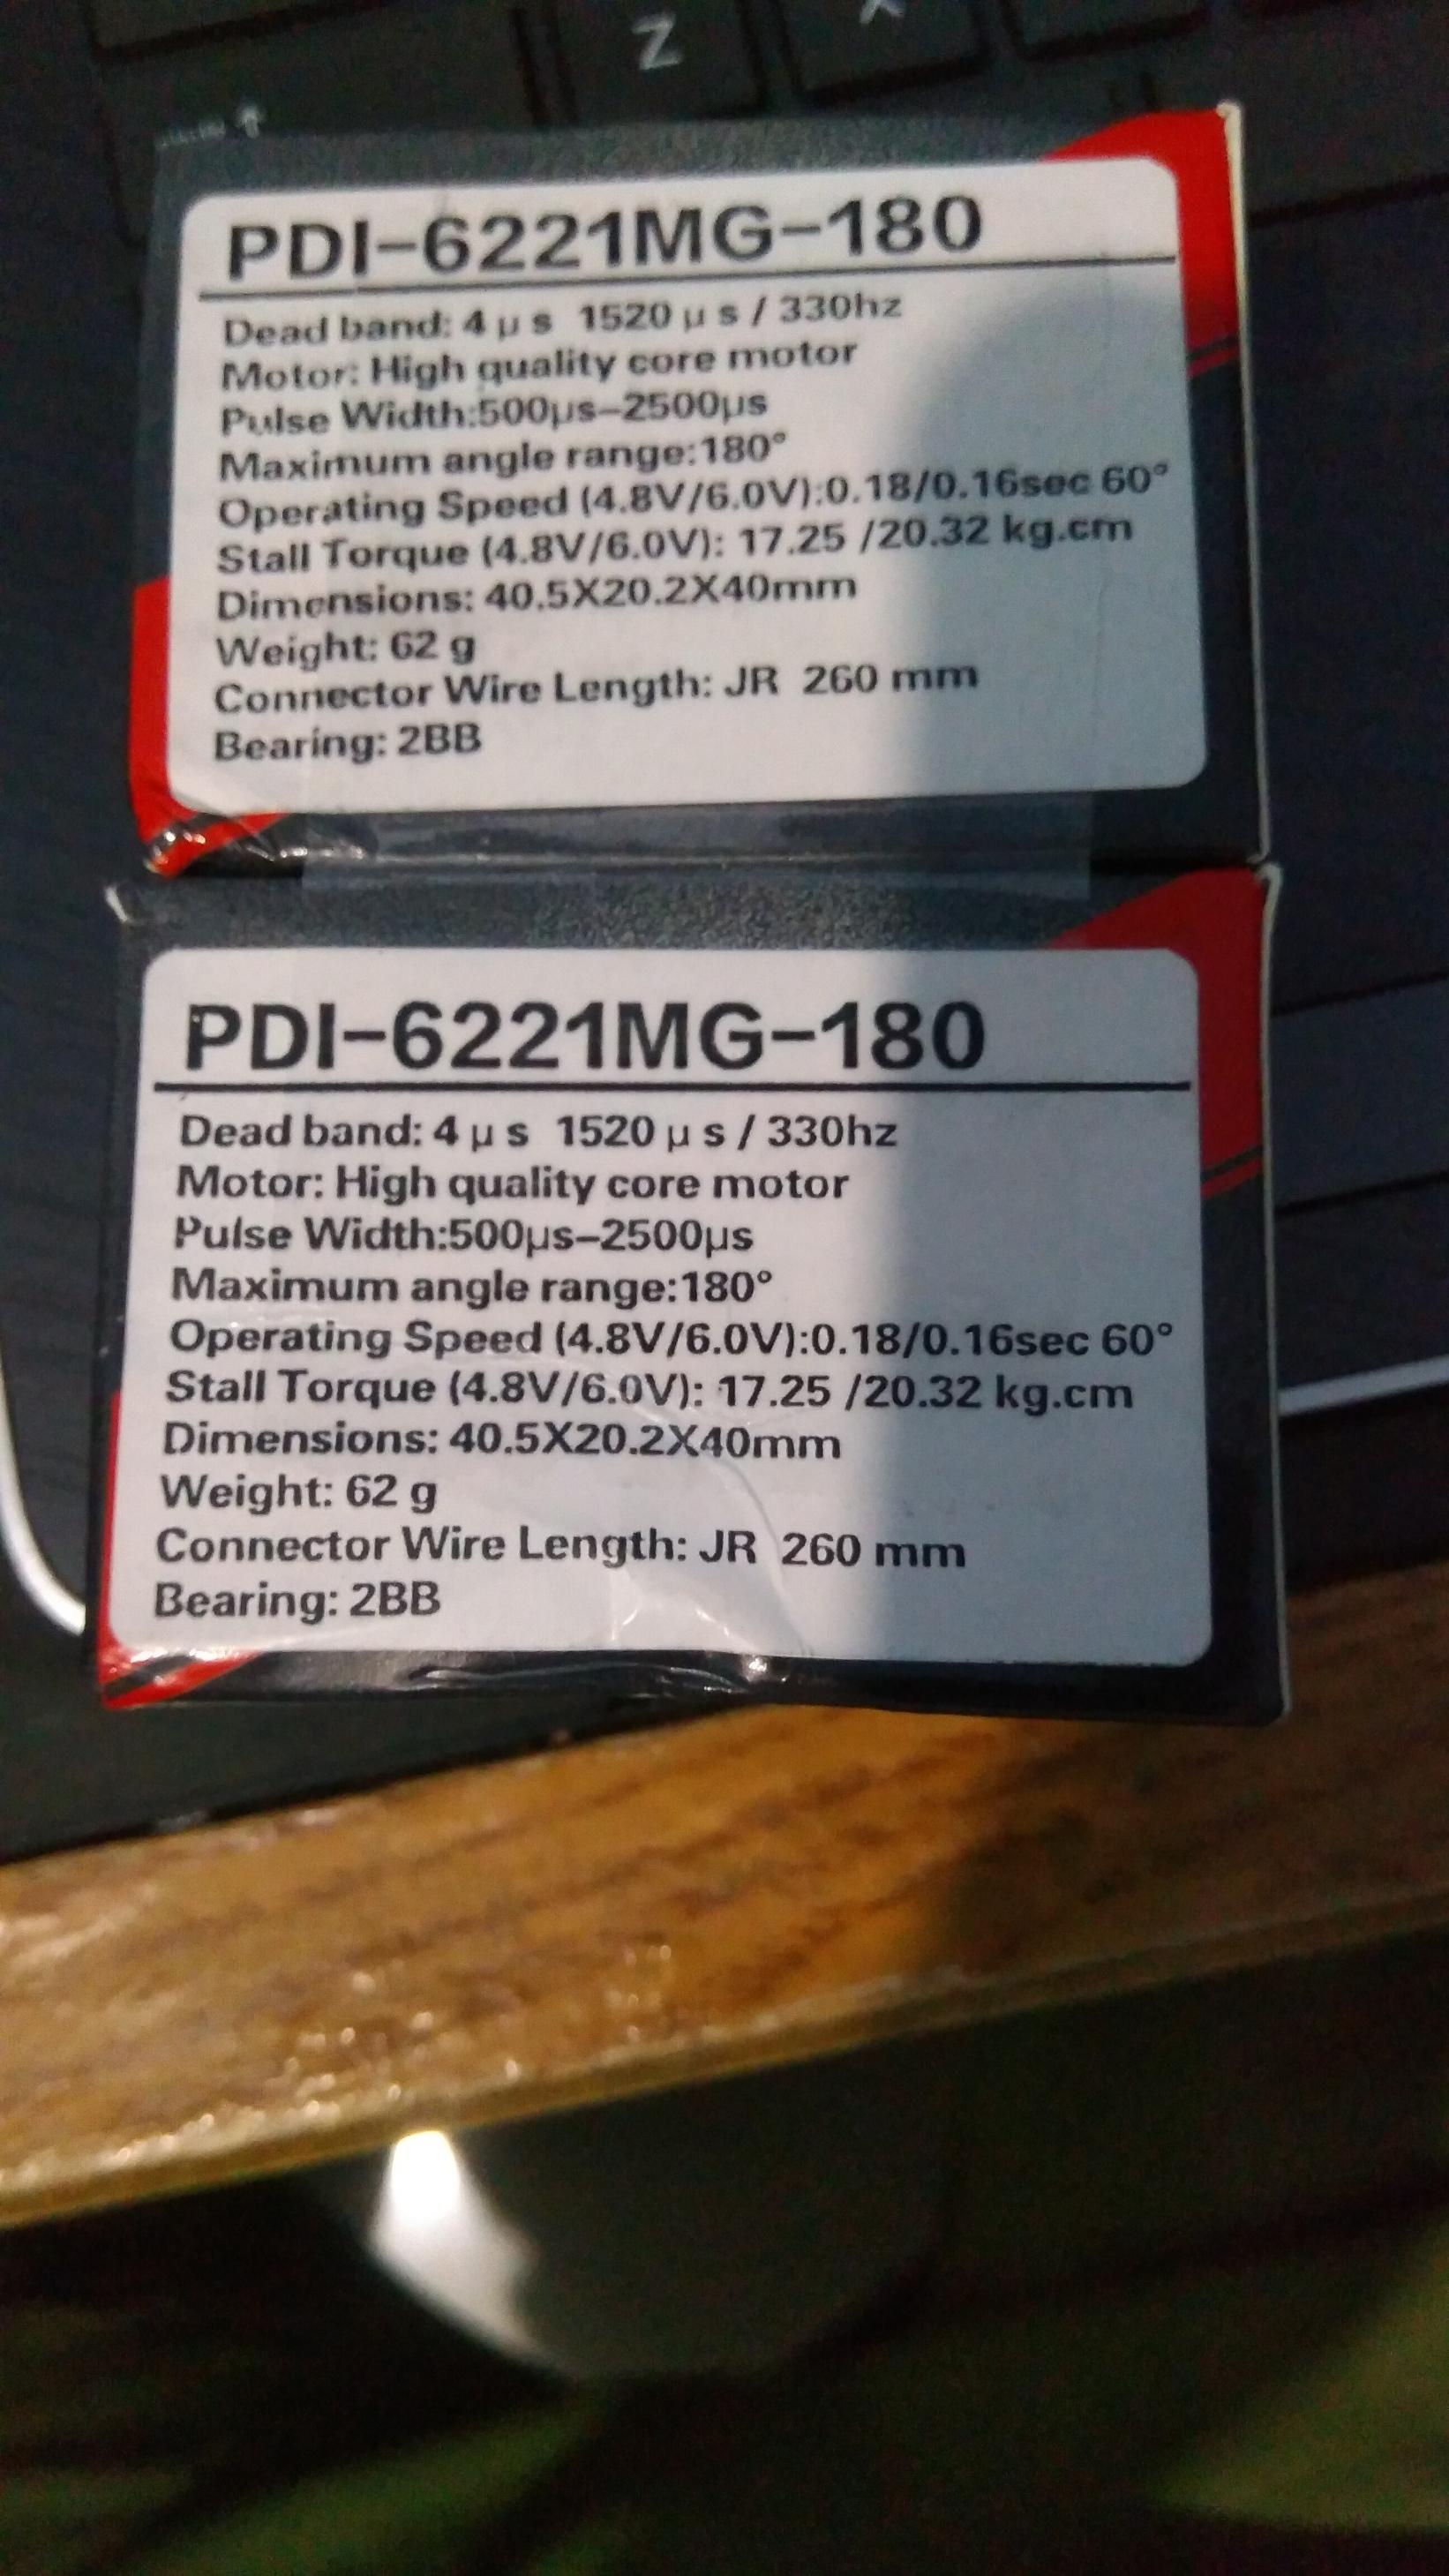 Z
PDI-6221MG-180
Dead band: 4 μ s 1520 μ s / 330hz
Motor: High quality core motor
Pulse Width:500μs-2500μs
Maximum angle range:180°
Operating Speed (4.8V/6.0V):0.18/0.16sec 60°
Stall Torque (4.8V/6.0V): 17.25 /20.32 kg.cm
Dimensions: 40.5X20.2X40mm
Weight: 62 g
Connector Wire Length: JR 260 mm
Bearing: 2BB
PDI-6221MG-180
Dead band: 4 μ s 1520 μ s / 330hz
Motor: High quality core motor
Pulse Width:500μs-2500μs
Maximum angle range:180°
Operating Speed (4.8V/6.0V):0.18/0.16sec 60°
Stall Torque (4.8V/6.0V): 17.25 /20.32 kg.cm
Dimensions: 40.5X20.2X40mm
Weight: 62 g
Connector Wire Length: JR 260 mm
Bearing: 2BB